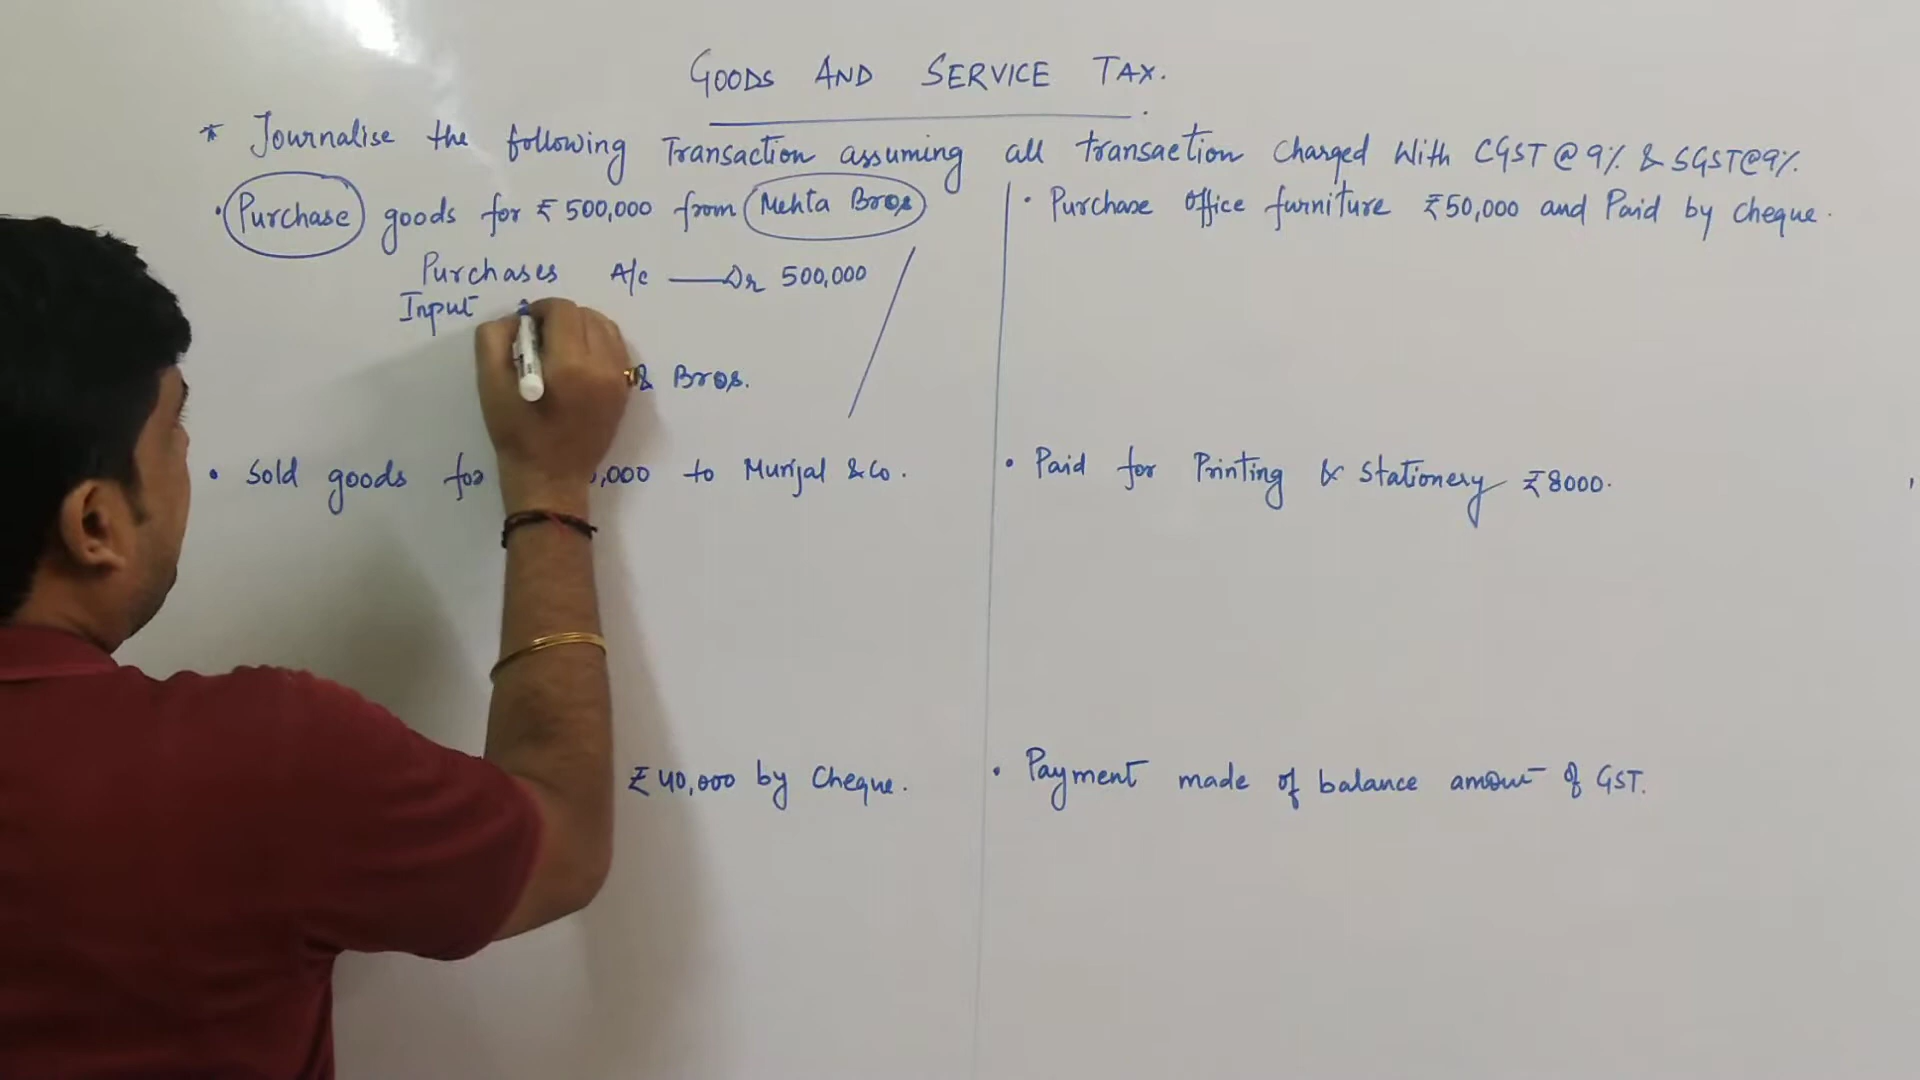 GOODS AND SERVICE TAX.
* Journalise the following Transaction assuming all transaction charged with CGST @ 9% & SGST@9%.
• Purchase goods for ₹ 500,000 from Mehta Bros
Purchases A/c Dr 500,000
Input
& Bros.
• Sold goods for ,000 to Munjal & Co.
₹ 40,000 by Cheque.
• Purchase office furniture ₹50,000 and Paid by cheque.
• Paid for Printing & Stationery ₹8000.
• Payment made of balance amount of GST.